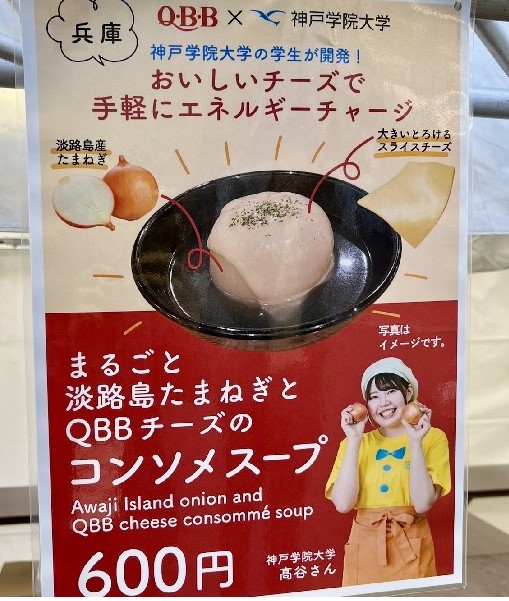 兵庫
Q・B・B × 神戸学院大学
神戸学院大学の学生が開発！
おいしいチーズで
手軽にエネルギーチャージ
淡路島産
たまねぎ
大きいとろける
スライスチーズ
写真は
イメージです。
まるごと
淡路島たまねぎと
QBBチーズの
コンソメスープ
Awaji Island onion and
QBB cheese consommé soup
600円
神戸学院大学
高谷さん